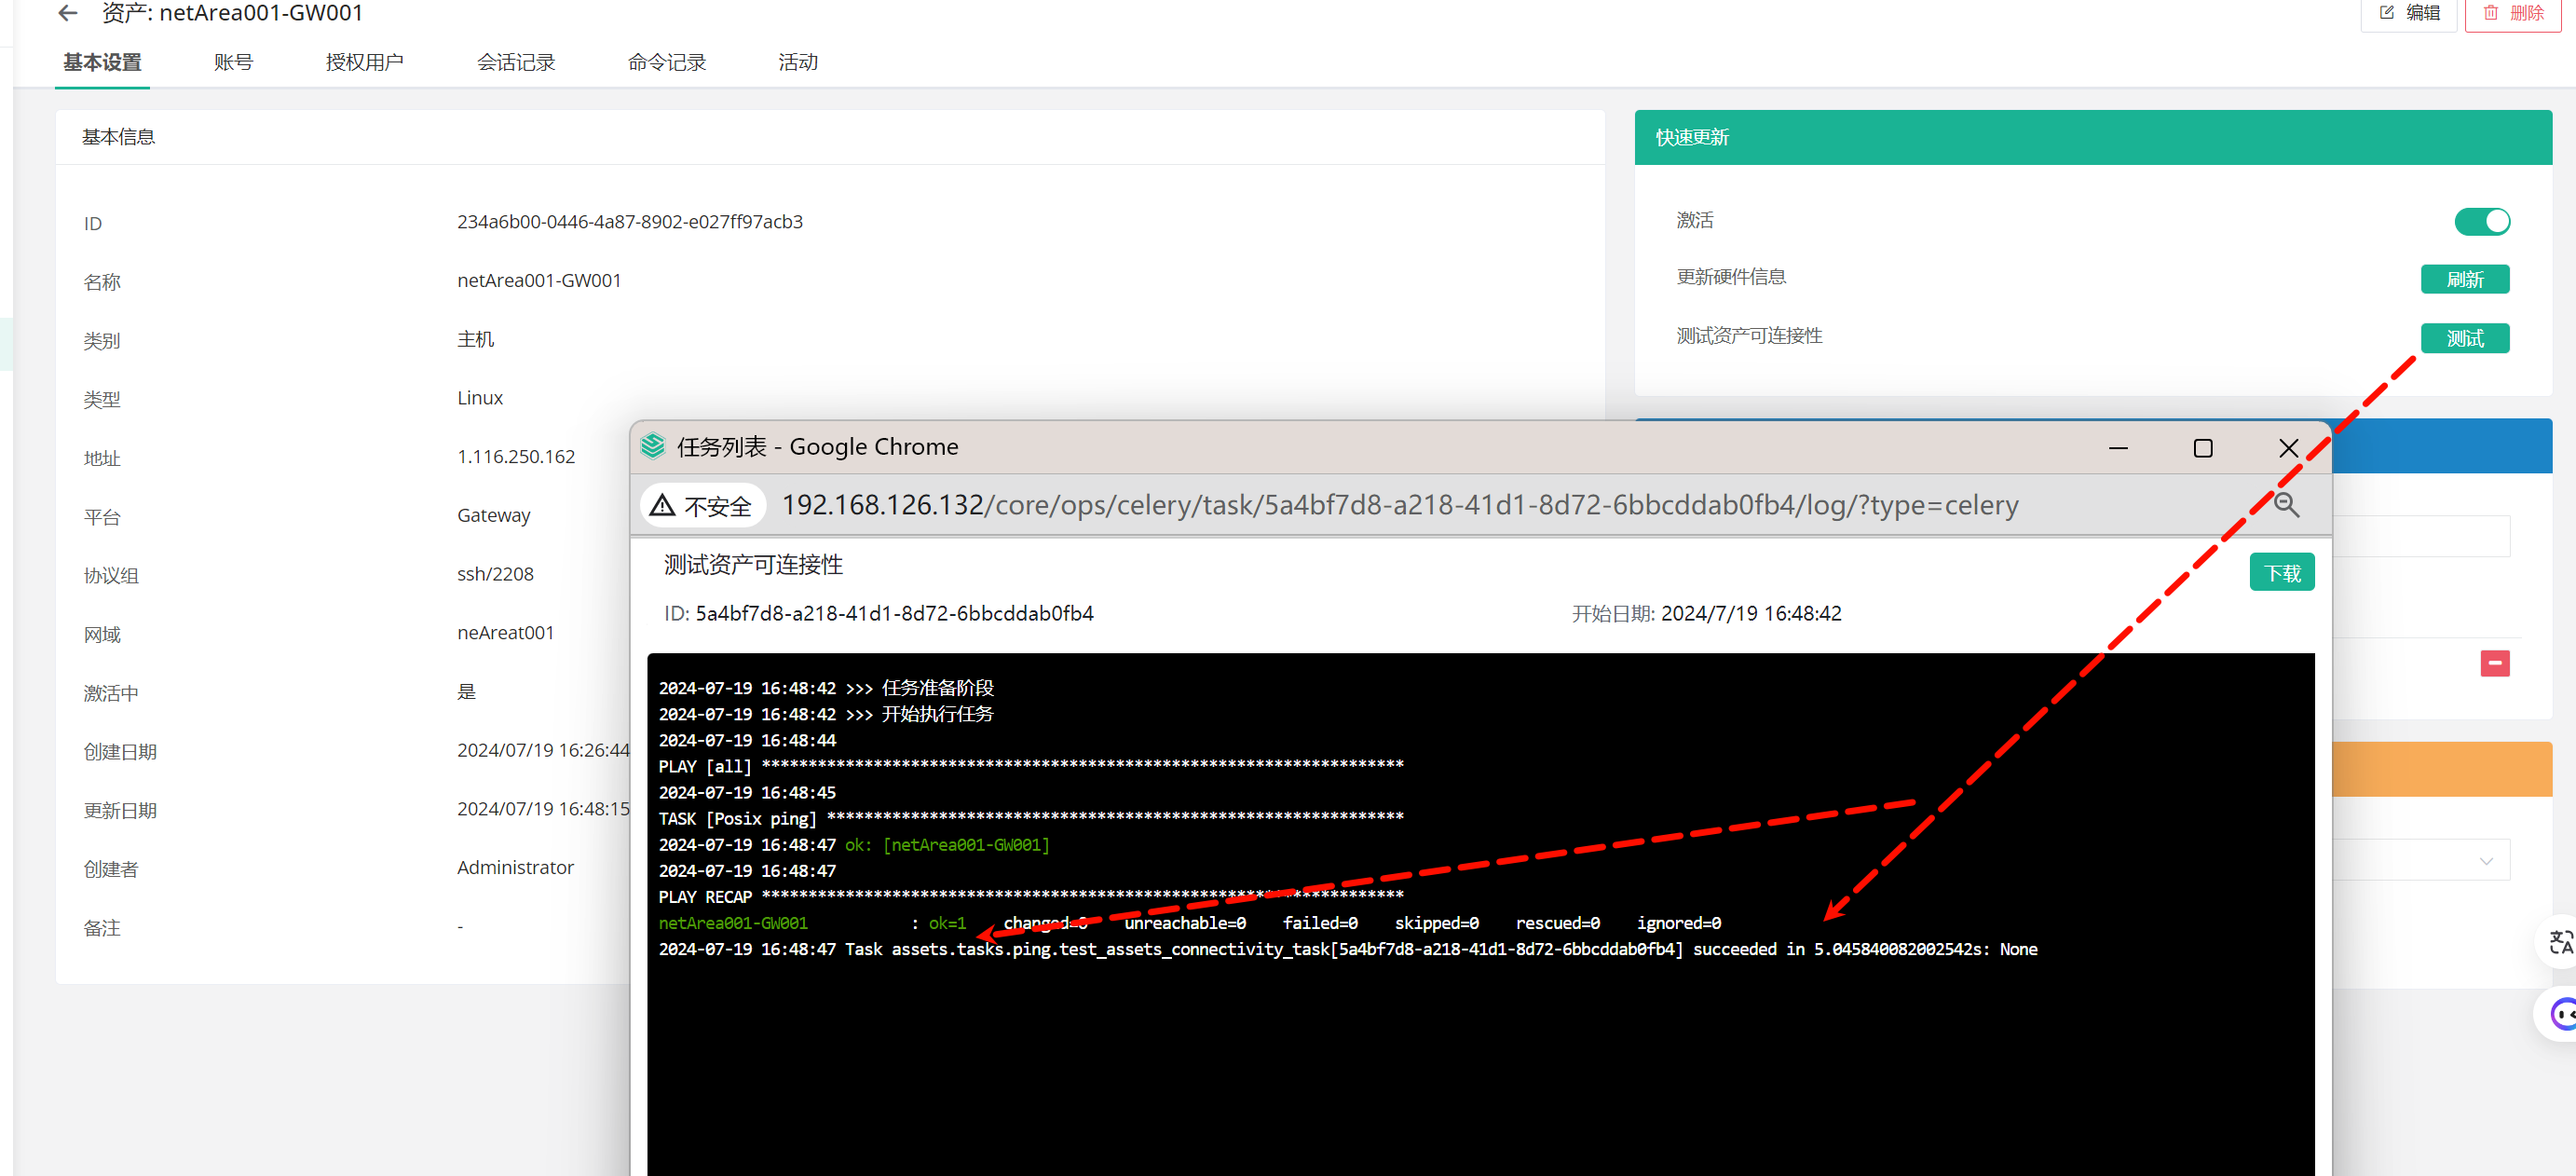 资产: netArea001-GW001
编辑
删除
基本设置
账号
授权用户
会话记录
命令记录
活动
基本信息
ID 234a6b00-0446-4a87-8902-e027ff97acb3
名称 netArea001-GW001
类别 主机
类型 Linux
地址 1.116.250.162
平台 Gateway
协议组 ssh/2208
网域 neAreat001
激活中 是
创建日期 2024/07/19 16:26:44
更新日期 2024/07/19 16:48:15
创建者 Administrator
备注 -
快速更新
激活
更新硬件信息 刷新
测试资产可连接性 测试
任务列表 - Google Chrome
不安全 192.168.126.132/core/ops/celery/task/5a4bf7d8-a218-41d1-8d72-6bbcddab0fb4/log/?type=celery
测试资产可连接性
下载
ID: 5a4bf7d8-a218-41d1-8d72-6bbcddab0fb4 开始日期: 2024/7/19 16:48:42
2024-07-19 16:48:42 >>> 任务准备阶段
2024-07-19 16:48:42 >>> 开始执行任务
2024-07-19 16:48:44
PLAY [all] *********************************************************************
2024-07-19 16:48:45
TASK [Posix ping] **************************************************************
2024-07-19 16:48:47 ok: [netArea001-GW001]
2024-07-19 16:48:47
PLAY RECAP *********************************************************************
netArea001-GW001 : ok=1 changed=0 unreachable=0 failed=0 skipped=0 rescued=0 ignored=0
2024-07-19 16:48:47 Task assets.tasks.ping.test_assets_connectivity_task[5a4bf7d8-a218-41d1-8d72-6bbcddab0fb4] succeeded in 5.045840082002542s: None